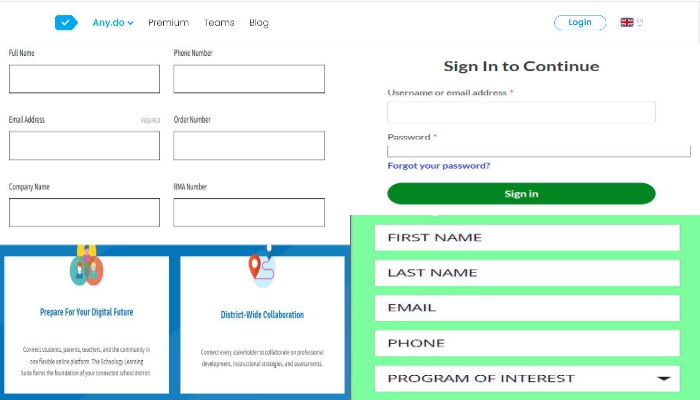 Any.do Premium Teams Blog Login EN
Full Name Phone Number
Email Address REQUIRED Order Number
Company Name RMA Number
Sign In to Continue
Username or email address *
Password *
Forgot your password?
Sign in
Prepare For Your Digital Future
Connect students, parents, teachers, and the community in
one flexible online platform. The Schoology Learning
Suite forms the foundation of your connected school district.
District-Wide Collaboration
Connect every stakeholder to collaborate on professional
development, instructional strategies, and assessments.
FIRST NAME
LAST NAME
EMAIL
PHONE
PROGRAM OF INTEREST